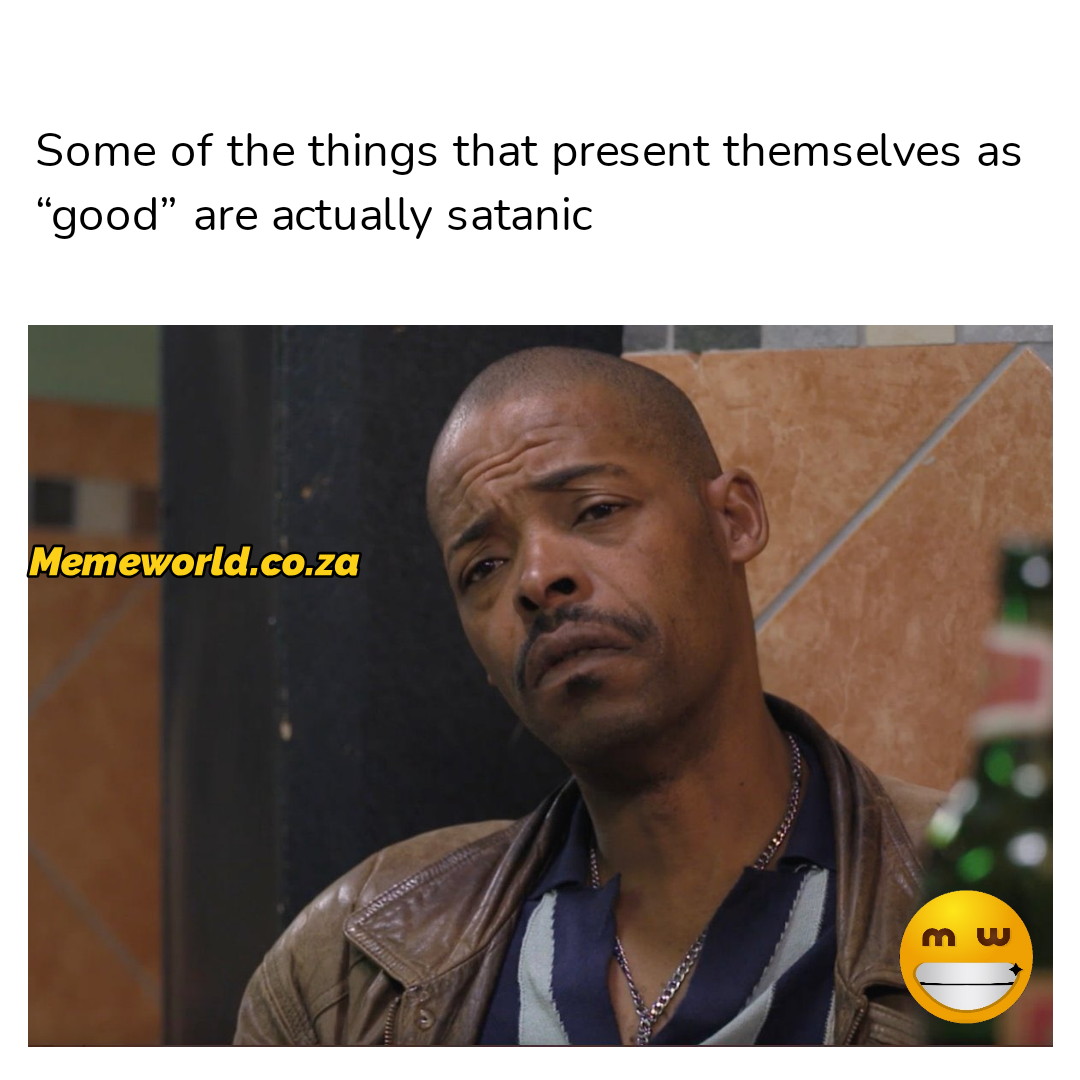 Some of the things that present themselves as
“good” are actually satanic
Memeworld.co.za
m w